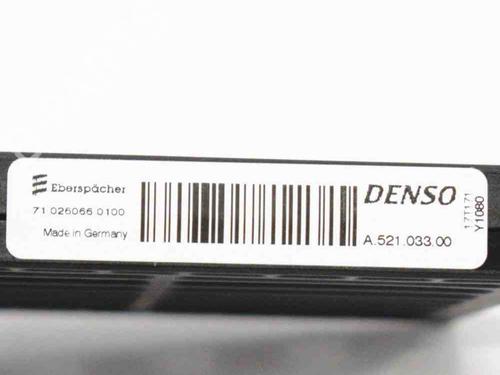 Eberspächer
71 026066 0100
Made in Germany
DENSO
A.521.033.00
17T171
Y1080